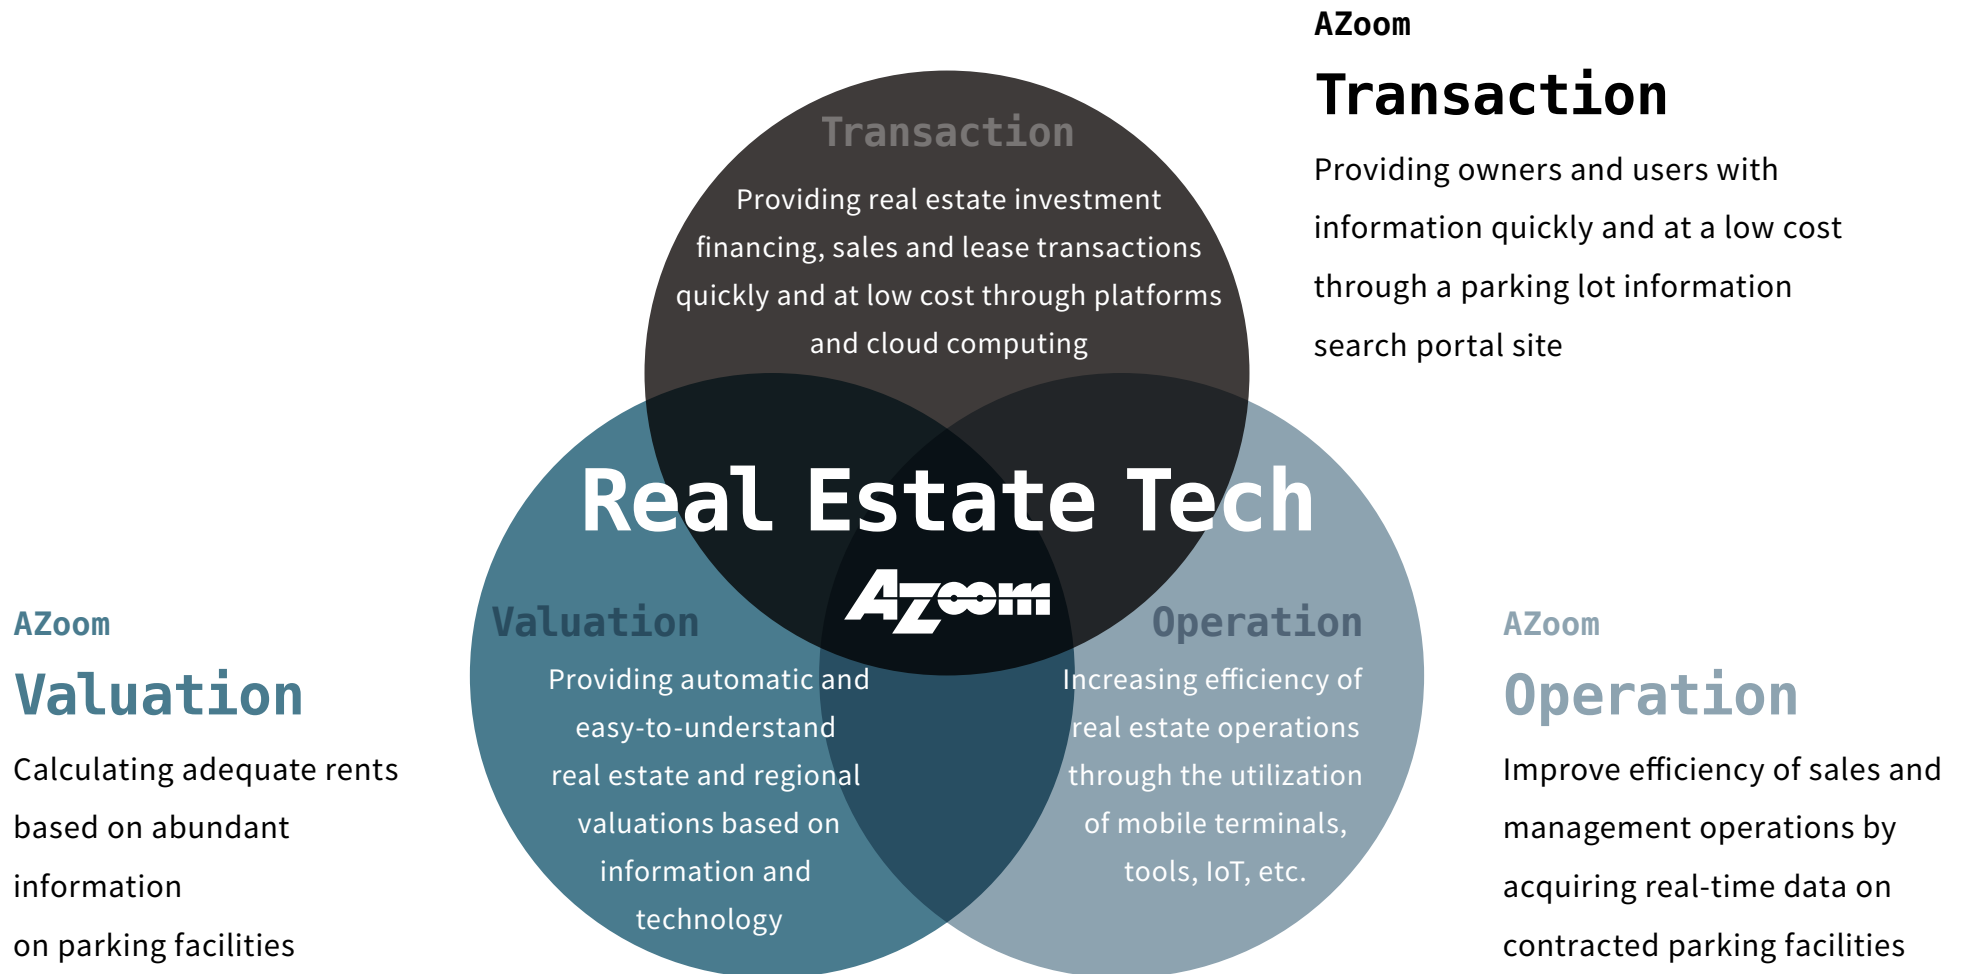 AZoom
Transaction
Providing owners and users with
information quickly and at a low cost
through a parking lot information
search portal site
Transaction
Providing real estate investment
financing, sales and lease transactions
quickly and at low cost through platforms
and cloud computing
Real Estate Tech
AZoom
Valuation
Providing automatic and
easy-to-understand
real estate and regional
valuations based on
information and
technology
Operation
Increasing efficiency of
real estate operations
through the utilization
of mobile terminals,
tools, IoT, etc.
AZoom
Valuation
Calculating adequate rents
based on abundant
information
on parking facilities
AZoom
Operation
Improve efficiency of sales and
management operations by
acquiring real-time data on
contracted parking facilities